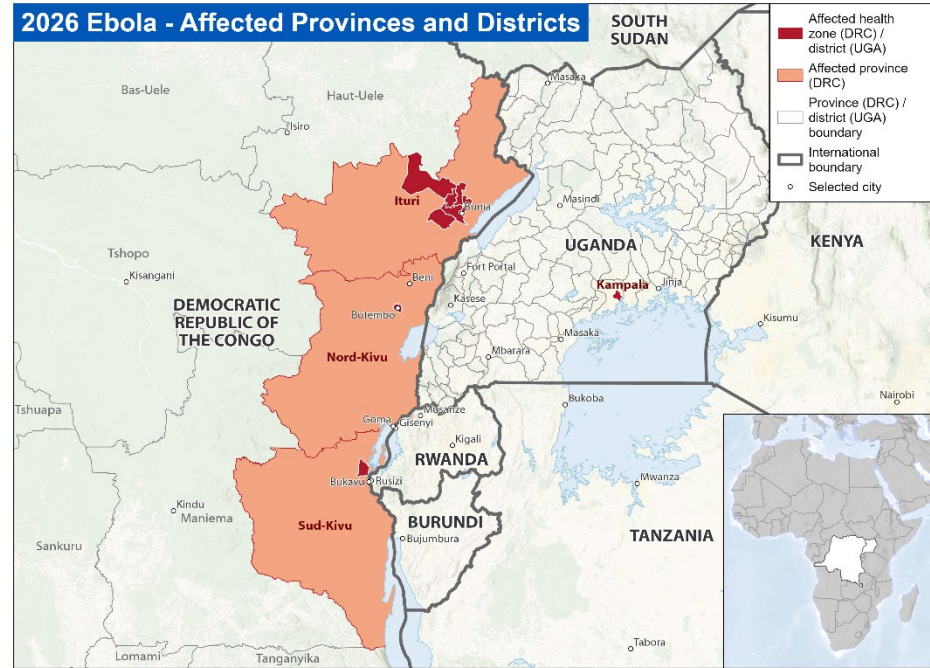 2026 Ebola - Affected Provinces and Districts
SOUTH
SUDAN
Affected health
zone (DRC) /
district (UGA)
Affected province
(DRC)
Province (DRC) /
district (UGA)
boundary
International
boundary
Selected city
Masaka
Bas-Uele
Haut-Uele
Isiro
Ituri
Bunia
Masindi
UGANDA
KENYA
Tshopo
Kisangani
Beni
Fort Portal
Kampala
Jinja
DEMOCRATIC
REPUBLIC OF
THE CONGO
Butembo
Kasese
Kisumu
Masaka
Nord-Kivu
Mbarara
Tshuapa
Goma
Gisenyi
Musanze
Bukoba
Nairobi
Kigali
RWANDA
Bukavu
Rusizi
Mwanza
Kindu
Maniema
Sud-Kivu
BURUNDI
Bujumbura
TANZANIA
Sankuru
Tabora
Lomami
Tanganyika